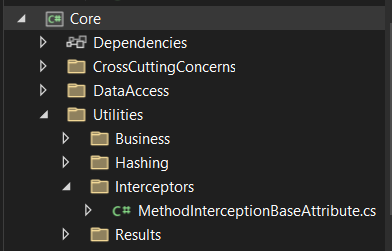 Core
Dependencies
CrossCuttingConcerns
DataAccess
Utilities
Business
Hashing
Interceptors
C# MethodInterceptionBaseAttribute.cs
Results